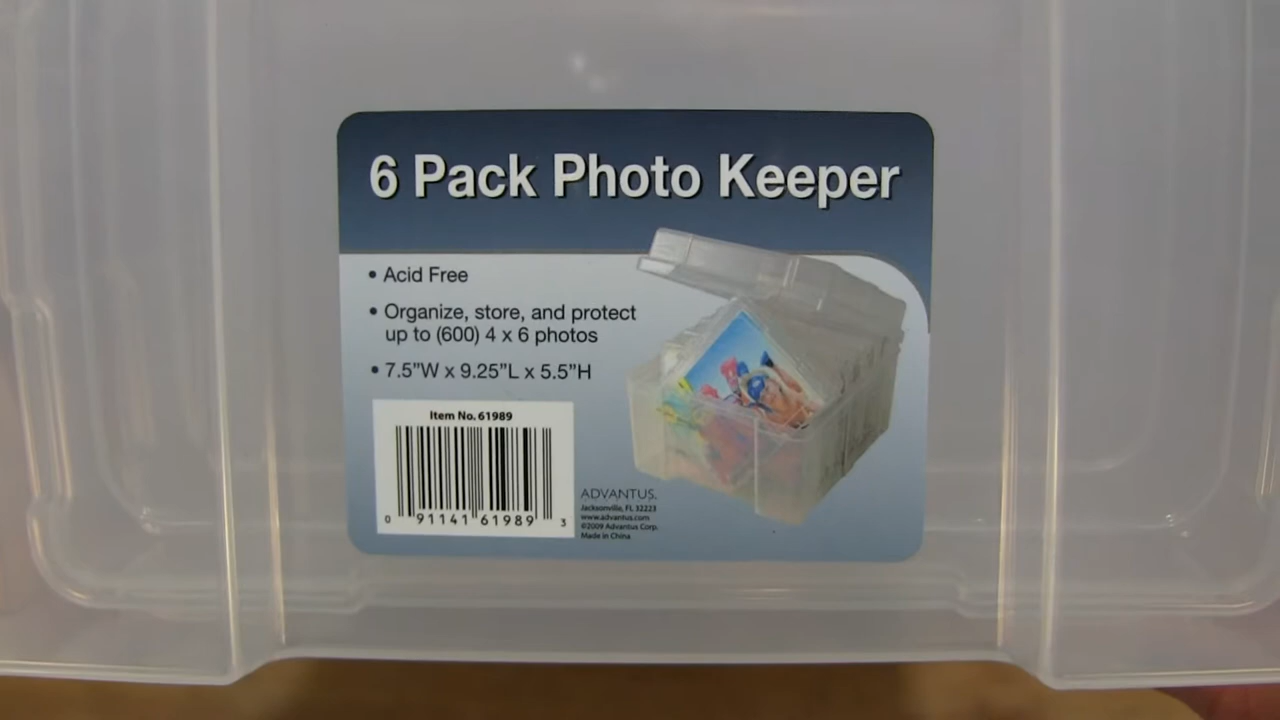 6 Pack Photo Keeper
• Acid Free
• Organize, store, and protect
up to (600) 4 x 6 photos
• 7.5”W x 9.25”L x 5.5”H
Item No. 61989
0 91141 61989 3
ADVANTUS.
Jacksonville, FL 32223
www.advantus.com
©2009 Advantus Corp.
Made in China